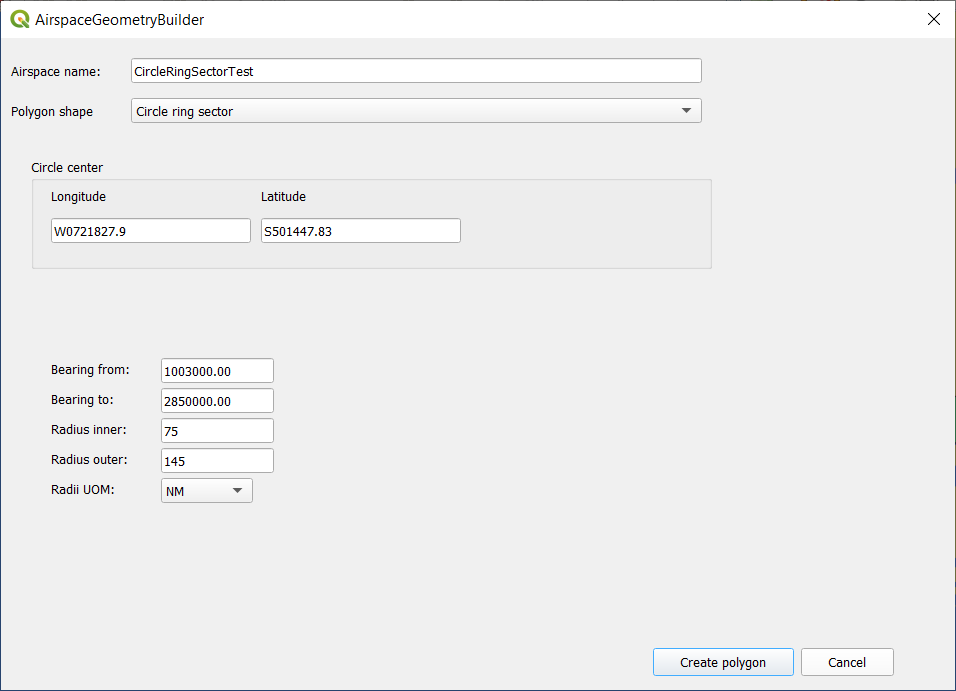 AirspaceGeometryBuilder
Airspace name: CircleRingSectorTest
Polygon shape Circle ring sector
Circle center
Longitude Latitude
W0721827.9 S501447.83
Bearing from: 1003000.00
Bearing to: 2850000.00
Radius inner: 75
Radius outer: 145
Radii UOM: NM
Create polygon Cancel